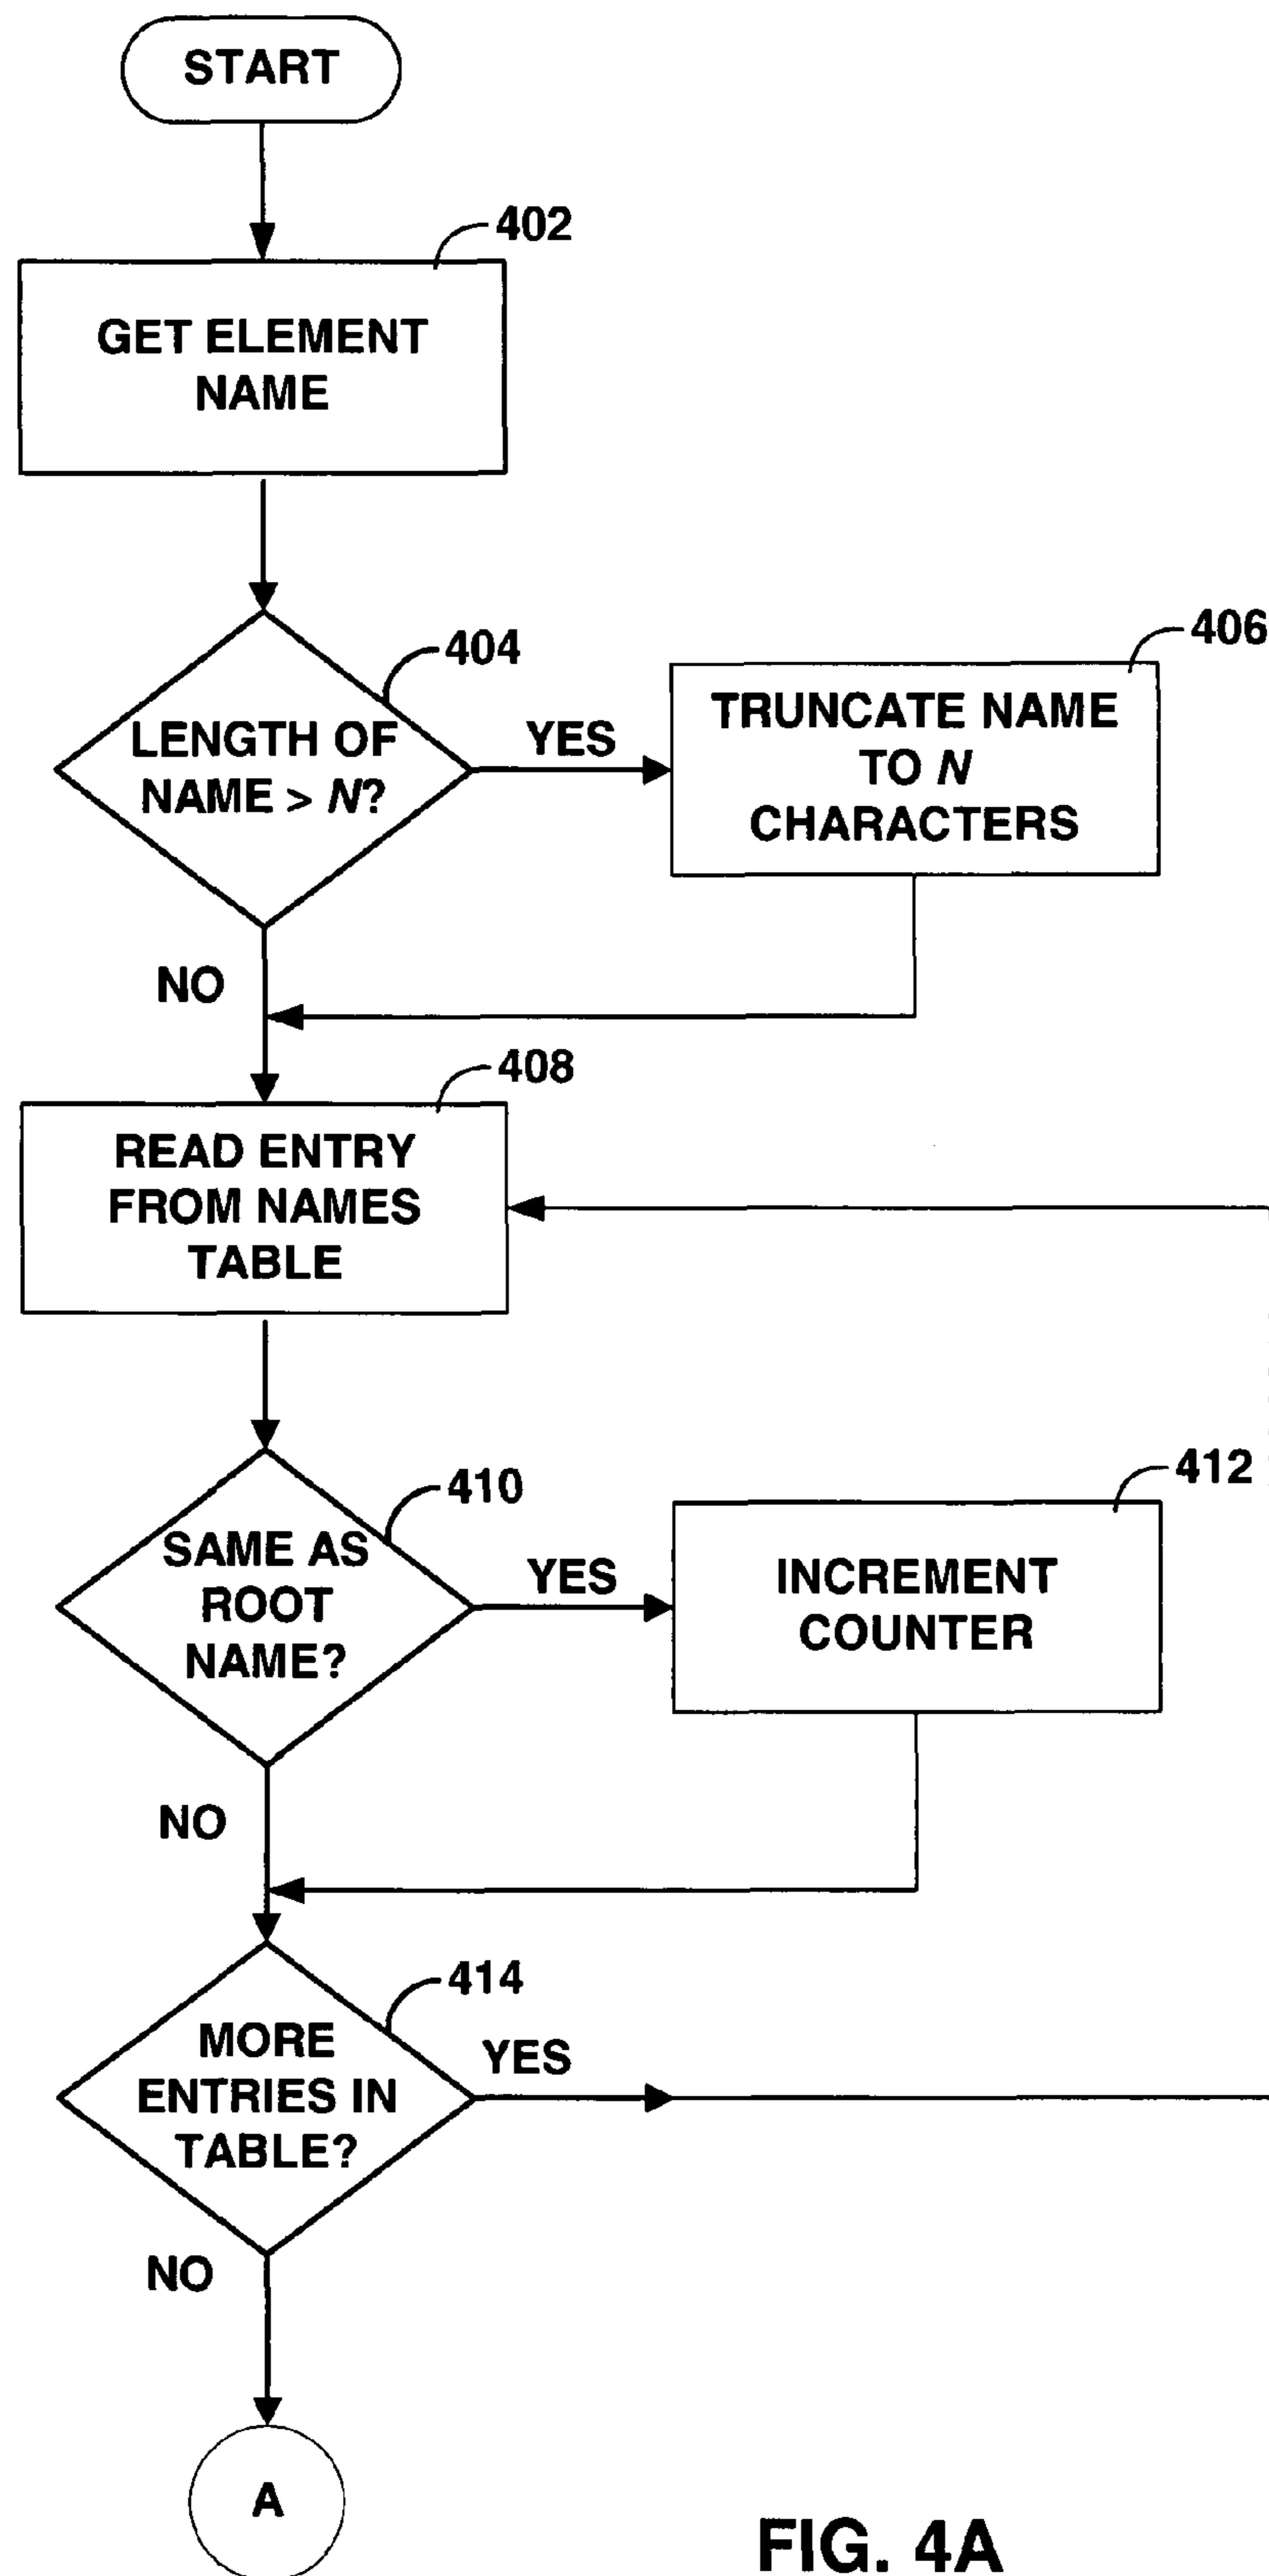 START
402
GET ELEMENT
NAME
404
LENGTH OF
NAME > N?
YES
406
TRUNCATE NAME
TO N
CHARACTERS
NO
408
READ ENTRY
FROM NAMES
TABLE
410
SAME AS
ROOT
NAME?
YES
412
INCREMENT
COUNTER
NO
414
MORE
ENTRIES IN
TABLE?
YES
NO
A
FIG. 4A